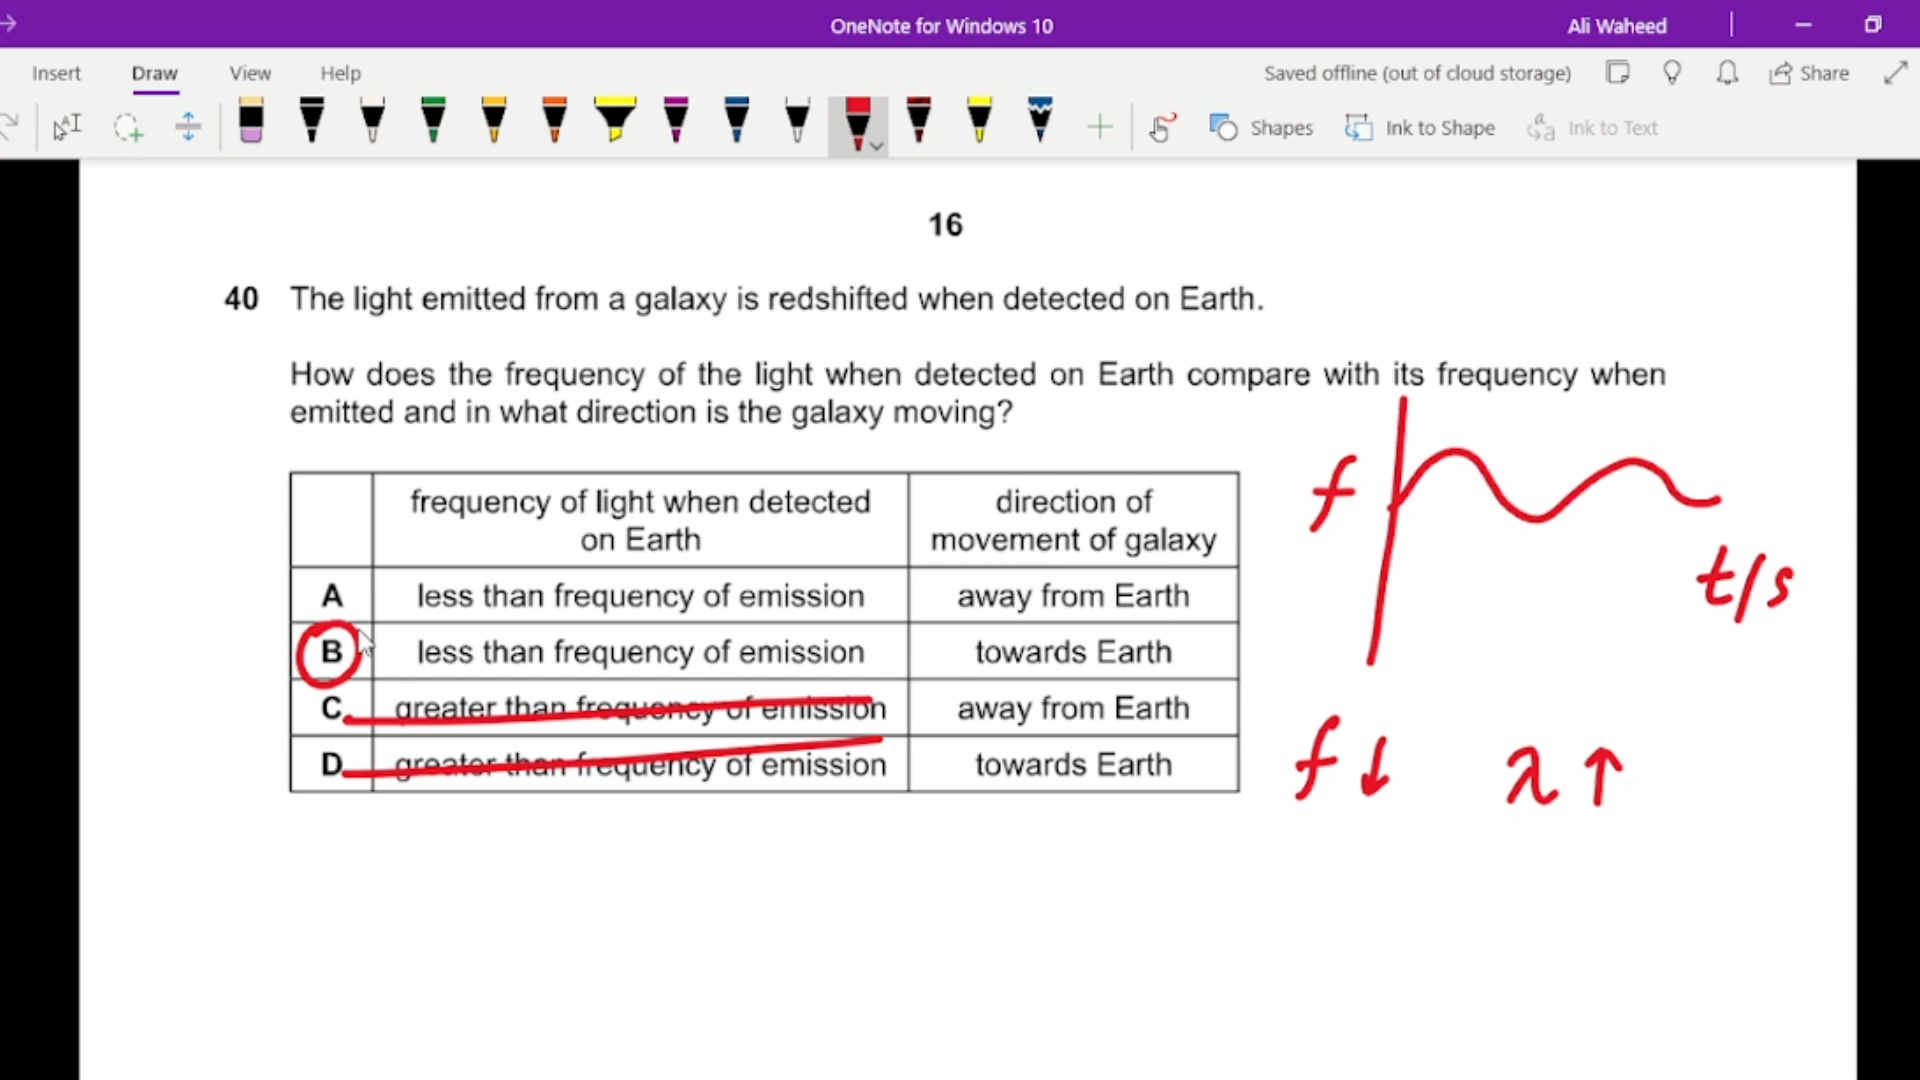 OneNote for Windows 10
Ali Waheed
Insert Draw View Help
Saved offline (out of cloud storage) Share
Shapes Ink to Shape Ink to Text
16
40 The light emitted from a galaxy is redshifted when detected on Earth.
How does the frequency of the light when detected on Earth compare with its frequency when
emitted and in what direction is the galaxy moving?
frequency of light when detected
on Earth
direction of
movement of galaxy
A less than frequency of emission away from Earth
B less than frequency of emission towards Earth
C greater than frequency of emission away from Earth
D greater than frequency of emission towards Earth
f
t/s
f ↓ λ ↑